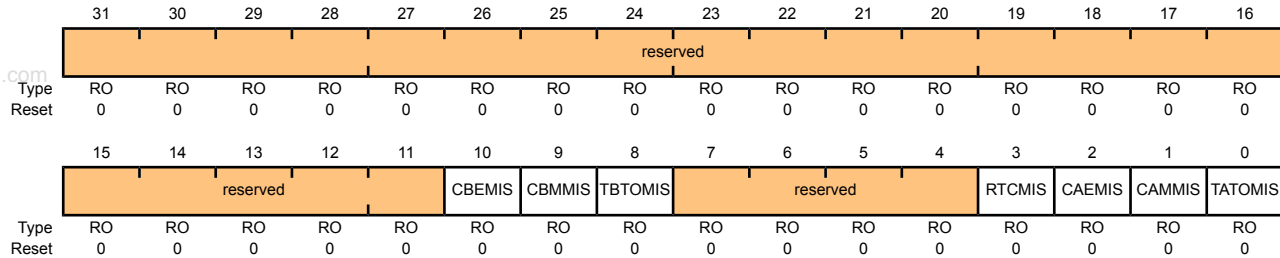 31 30 29 28 27 26 25 24 23 22 21 20 19 18 17 16
reserved
.com
Type RO RO RO RO RO RO RO RO RO RO RO RO RO RO RO RO
Reset 0 0 0 0 0 0 0 0 0 0 0 0 0 0 0 0
15 14 13 12 11 10 9 8 7 6 5 4 3 2 1 0
reserved CBEMIS CBMMIS TBTOMIS reserved RTCMIS CAEMIS CAMMIS TATOMIS
Type RO RO RO RO RO RO RO RO RO RO RO RO RO RO RO RO
Reset 0 0 0 0 0 0 0 0 0 0 0 0 0 0 0 0